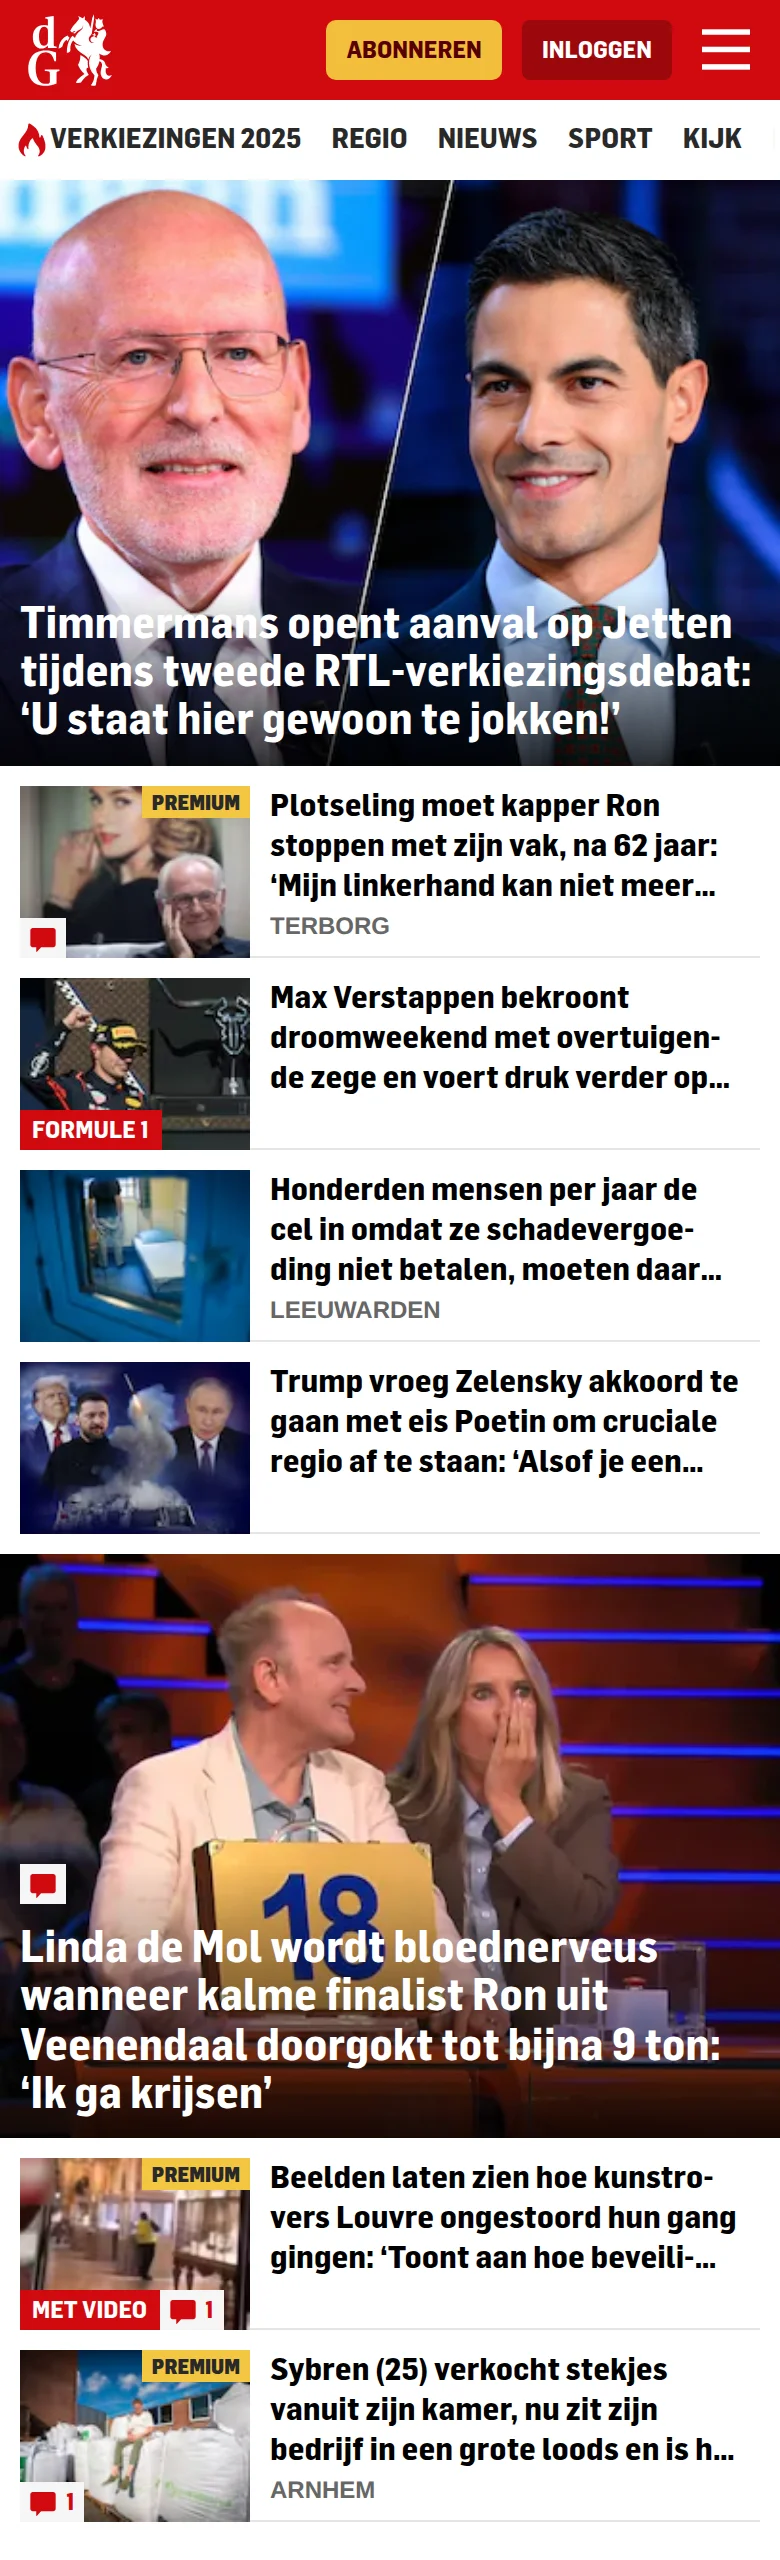 dG
ABONNEREN
INLOGGEN
VERKIEZINGEN 2025 REGIO NIEUWS SPORT KIJK
Timmermans opent aanval op Jetten
tijdens tweede RTL-verkiezingsdebat:
‘U staat hier gewoon te jokken!’
PREMIUM
Plotseling moet kapper Ron
stoppen met zijn vak, na 62 jaar:
‘Mijn linkerhand kan niet meer...
TERBORG
Max Verstappen bekroont
droomweekend met overtuigen-
de zege en voert druk verder op...
FORMULE 1
Honderden mensen per jaar de
cel in omdat ze schadevergoe-
ding niet betalen, moeten daar...
LEEUWARDEN
Trump vroeg Zelensky akkoord te
gaan met eis Poetin om cruciale
regio af te staan: ‘Alsof je een...
18
Linda de Mol wordt bloednerveus
wanneer kalme finalist Ron uit
Veenendaal doorgokt tot bijna 9 ton:
‘Ik ga krijsen’
PREMIUM
Beelden laten zien hoe kunstro-
vers Louvre ongestoord hun gang
gingen: ‘Toont aan hoe beveili-...
MET VIDEO 1
PREMIUM
Sybren (25) verkocht stekjes
vanuit zijn kamer, nu zit zijn
bedrijf in een grote loods en is h...
1
ARNHEM